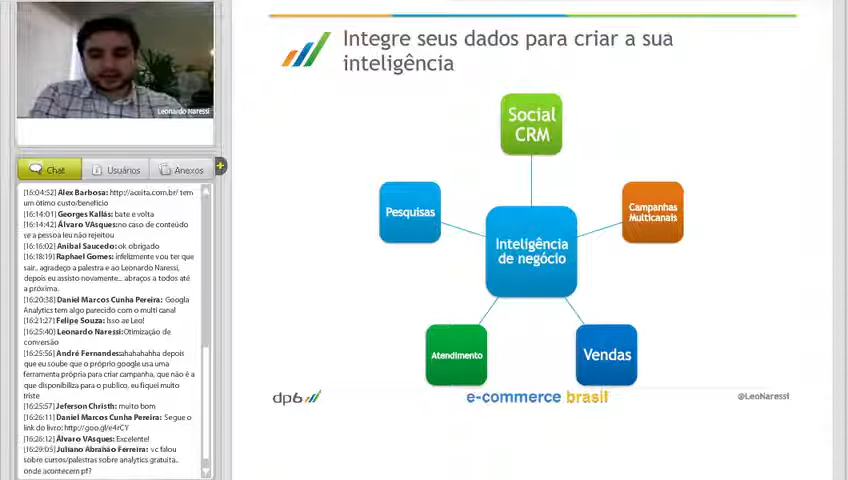 Leonardo Naressi
Chat
Usuários
Anexos
[16:04:52] Alex Barbosa: http://aceita.com.br/ tem
um ótimo custo/beneficio
[16:14:01] Georges Kallás: bate e volta
[16:14:42] Álvaro VAsques:no caso de conteúdo
se a pessoa leu não rejeitou
[16:16:02] Anibal Saucedo: ok obrigado
[16:18:19] Raphael Gomes: infelizmente vou ter que
sair.. agradeço a palestra e ao Leonardo Naressi,
depois eu assisto novamente... abraços a todos até
a próxima.
[16:20:38] Daniel Marcos Cunha Pereira: Google
Analytics tem algo parecido com o multi canal
[16:21:27] Felipe Souza: Isso ae Leo!
[16:25:40] Leonardo Naressi:Otimização de
conversão
[16:25:56] André Fernandes:ahahahahha depois
que eu soube que o próprio google usa uma
ferramenta própria para criar campanha, que não é a
que disponibiliza para o publico, eu fiquei muito
triste
[16:25:57] Jeferson Christh: muito bom
[16:26:11] Daniel Marcos Cunha Pereira: Segue o
link do livro: http://goo.gl/e4rCY
[16:26:12] Álvaro VAsques: Excelente!
[16:29:05] Juliano Abrahão Ferreira: vc falou
sobre cursos/palestras sobre analytics gratuita..
onde acontecem pf?
Integre seus dados para criar a sua
inteligência
Social
CRM
Pesquisas
Campanhas
Multicanais
Inteligência
de negócio
Atendimento
Vendas
dp6
e-commerce brasil
@LeoNaressi